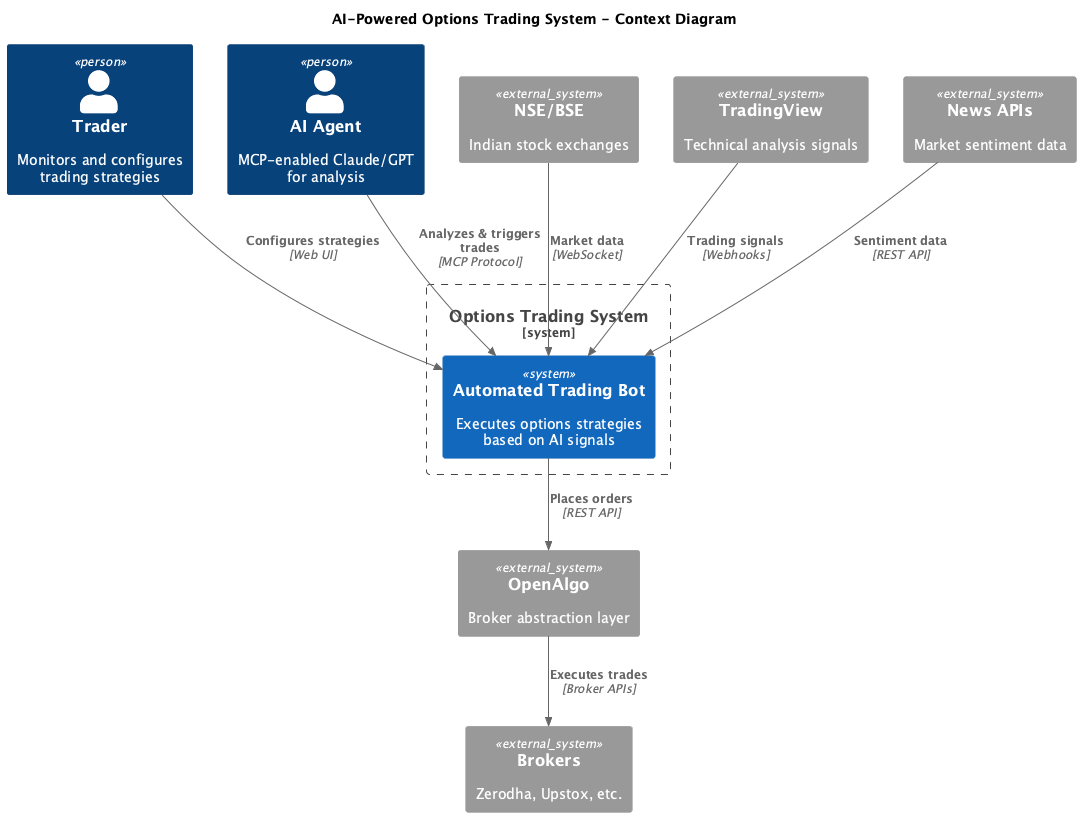 AI-Powered Options Trading System - Context Diagram
«person»
Trader
Monitors and configures
trading strategies
«person»
AI Agent
MCP-enabled Claude/GPT
for analysis
«external_system»
NSE/BSE
Indian stock exchanges
«external_system»
TradingView
Technical analysis signals
«external_system»
News APIs
Market sentiment data
Configures strategies
[Web UI]
Analyzes & triggers
trades
[MCP Protocol]
Market data
[WebSocket]
Trading signals
[Webhooks]
Sentiment data
[REST API]
Options Trading System
[system]
«system»
Automated Trading Bot
Executes options strategies
based on AI signals
Places orders
[REST API]
«external_system»
OpenAlgo
Broker abstraction layer
Executes trades
[Broker APIs]
«external_system»
Brokers
Zerodha, Upstox, etc.